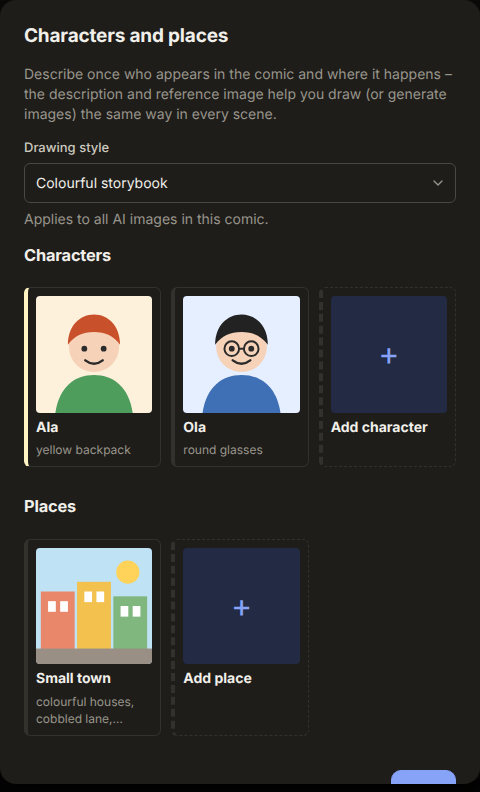 Characters and places
Describe once who appears in the comic and where it happens –
the description and reference image help you draw (or generate
images) the same way in every scene.
Drawing style
Colourful storybook
Applies to all AI images in this comic.
Characters
Ala
yellow backpack
Ola
round glasses
+
Add character
Places
Small town
colourful houses,
cobbled lane,...
+
Add place